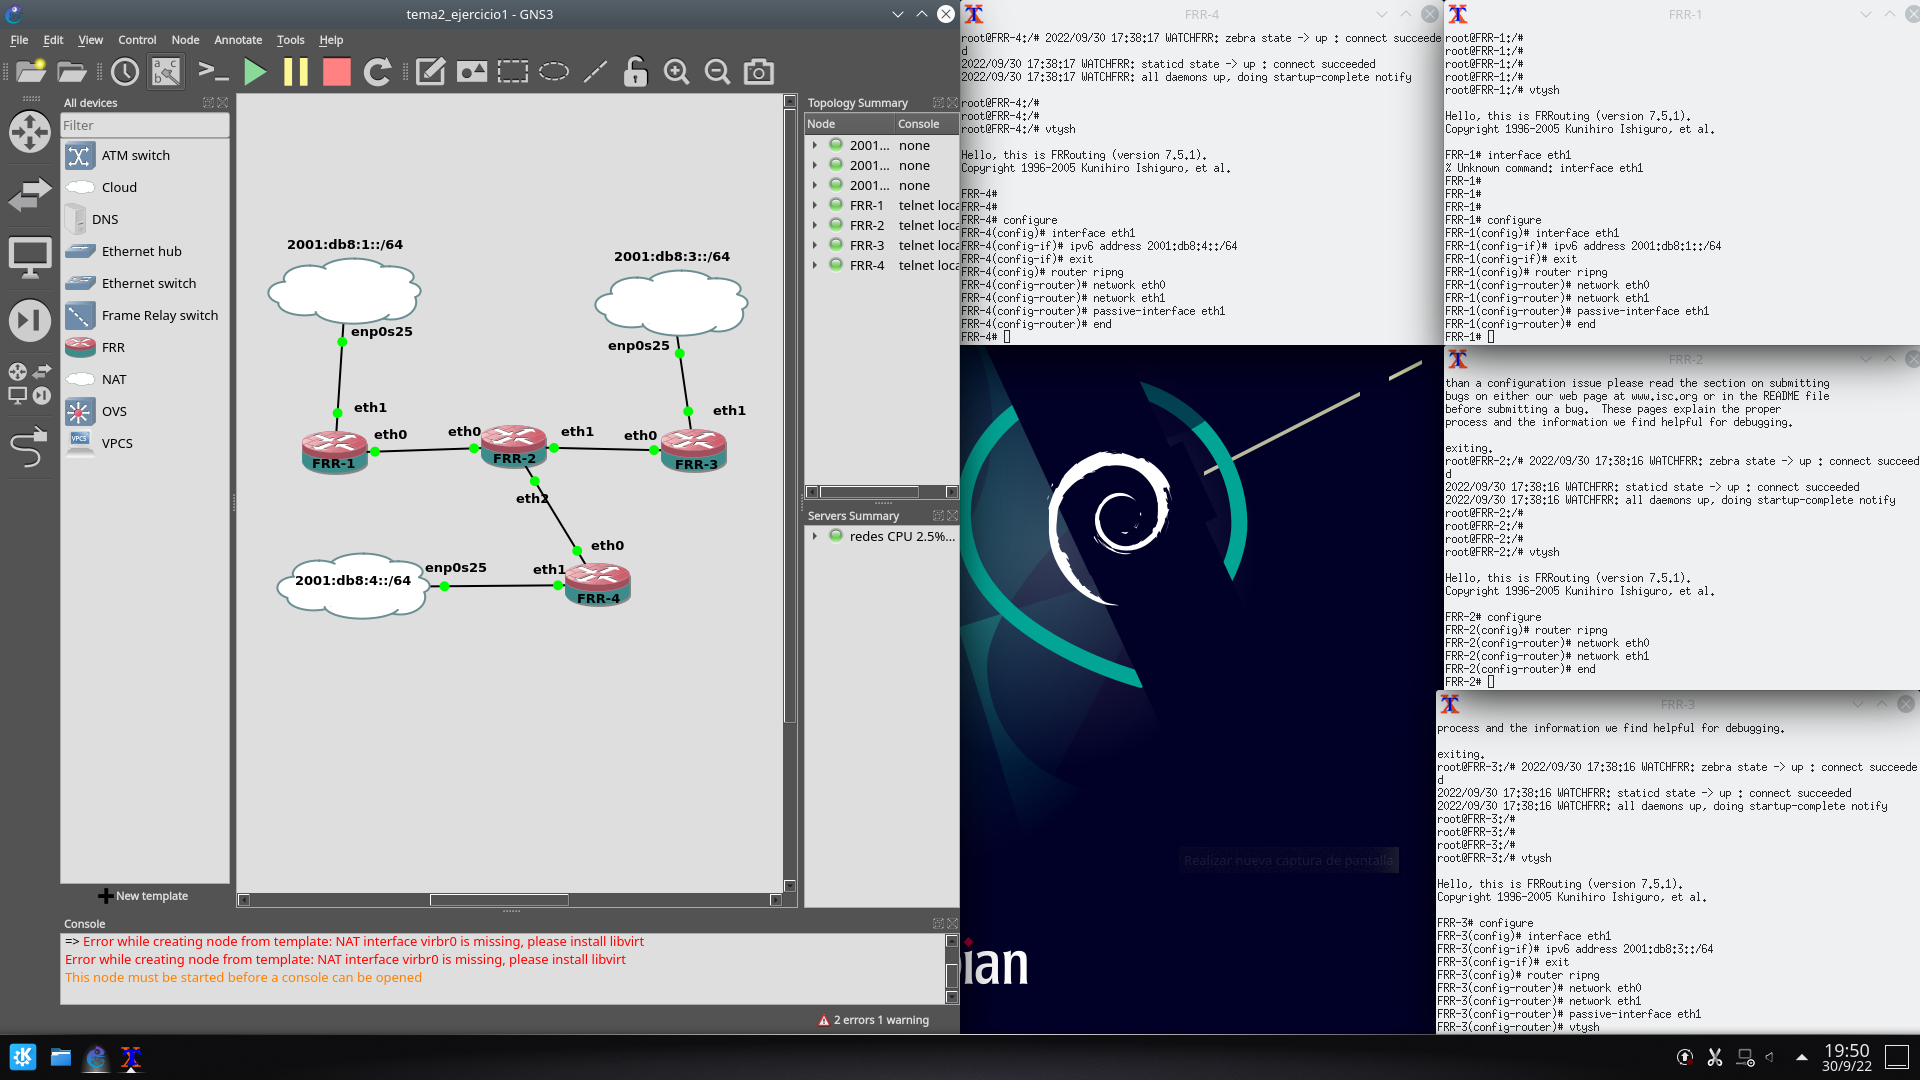 tema2_ejercicio1 - GNS3
File Edit View Control Node Annotate Tools Help
All devices
Filter
ATM switch
Cloud
DNS
Ethernet hub
Ethernet switch
Frame Relay switch
FRR
NAT
OVS
VPCS
New template
2001:db8:1::/64
2001:db8:3::/64
enp0s25
enp0s25
eth1
eth1
eth0
eth0
eth1
eth0
FRR-1
FRR-2
FRR-3
eth2
eth0
enp0s25
eth1
2001:db8:4::/64
FRR-4
Topology Summary
Node Console
2001... none
2001... none
2001... none
FRR-1 telnet loca
FRR-2 telnet loca
FRR-3 telnet loca
FRR-4 telnet loca
Servers Summary
redes CPU 2.5%...
Console
=> Error while creating node from template: NAT interface virbr0 is missing, please install libvirt
Error while creating node from template: NAT interface virbr0 is missing, please install libvirt
This node must be started before a console can be opened
2 errors 1 warning
FRR-4
root@FRR-4:/# 2022/09/30 17:38:17 WATCHFRR: zebra state -> up : connect succeede
d
2022/09/30 17:38:17 WATCHFRR: staticd state -> up : connect succeeded
2022/09/30 17:38:17 WATCHFRR: all daemons up, doing startup-complete notify
root@FRR-4:/#
root@FRR-4:/#
root@FRR-4:/# vtysh
Hello, this is FRRouting (version 7.5.1).
Copyright 1996-2005 Kunihiro Ishiguro, et al.
FRR-4#
FRR-4#
FRR-4# configure
FRR-4(config)# interface eth1
FRR-4(config-if)# ipv6 address 2001:db8:4::/64
FRR-4(config-if)# exit
FRR-4(config)# router ripng
FRR-4(config-router)# network eth0
FRR-4(config-router)# network eth1
FRR-4(config-router)# passive-interface eth1
FRR-4(config-router)# end
FRR-4#
FRR-1
root@FRR-1:/#
root@FRR-1:/#
root@FRR-1:/#
root@FRR-1:/#
root@FRR-1:/# vtysh
Hello, this is FRRouting (version 7.5.1).
Copyright 1996-2005 Kunihiro Ishiguro, et al.
FRR-1# interface eth1
% Unknown command: interface eth1
FRR-1#
FRR-1#
FRR-1#
FRR-1# configure
FRR-1(config)# interface eth1
FRR-1(config-if)# ipv6 address 2001:db8:1::/64
FRR-1(config-if)# exit
FRR-1(config)# router ripng
FRR-1(config-router)# network eth0
FRR-1(config-router)# network eth1
FRR-1(config-router)# passive-interface eth1
FRR-1(config-router)# end
FRR-1#
FRR-2
than a configuration issue please read the section on submitting
bugs on either our web page at www.isc.org or in the README file
before submitting a bug.  These pages explain the proper
process and the information we find helpful for debugging.
exiting.
root@FRR-2:/# 2022/09/30 17:38:16 WATCHFRR: zebra state -> up : connect succeede
d
2022/09/30 17:38:16 WATCHFRR: staticd state -> up : connect succeeded
2022/09/30 17:38:16 WATCHFRR: all daemons up, doing startup-complete notify
root@FRR-2:/#
root@FRR-2:/#
root@FRR-2:/#
root@FRR-2:/# vtysh
Hello, this is FRRouting (version 7.5.1).
Copyright 1996-2005 Kunihiro Ishiguro, et al.
FRR-2# configure
FRR-2(config)# router ripng
FRR-2(config-router)# network eth0
FRR-2(config-router)# network eth1
FRR-2(config-router)# end
FRR-2#
FRR-3
process and the information we find helpful for debugging.
exiting.
root@FRR-3:/# 2022/09/30 17:38:16 WATCHFRR: zebra state -> up : connect succeede
d
2022/09/30 17:38:16 WATCHFRR: staticd state -> up : connect succeeded
2022/09/30 17:38:16 WATCHFRR: all daemons up, doing startup-complete notify
root@FRR-3:/#
root@FRR-3:/#
root@FRR-3:/#
root@FRR-3:/# vtysh
Hello, this is FRRouting (version 7.5.1).
Copyright 1996-2005 Kunihiro Ishiguro, et al.
FRR-3# configure
FRR-3(config)# interface eth1
FRR-3(config-if)# ipv6 address 2001:db8:3::/64
FRR-3(config-if)# exit
FRR-3(config)# router ripng
FRR-3(config-router)# network eth0
FRR-3(config-router)# network eth1
FRR-3(config-router)# passive-interface eth1
FRR-3(config-router)# vtysh
Realizar nueva captura de pantalla
ian
19:50
30/9/22